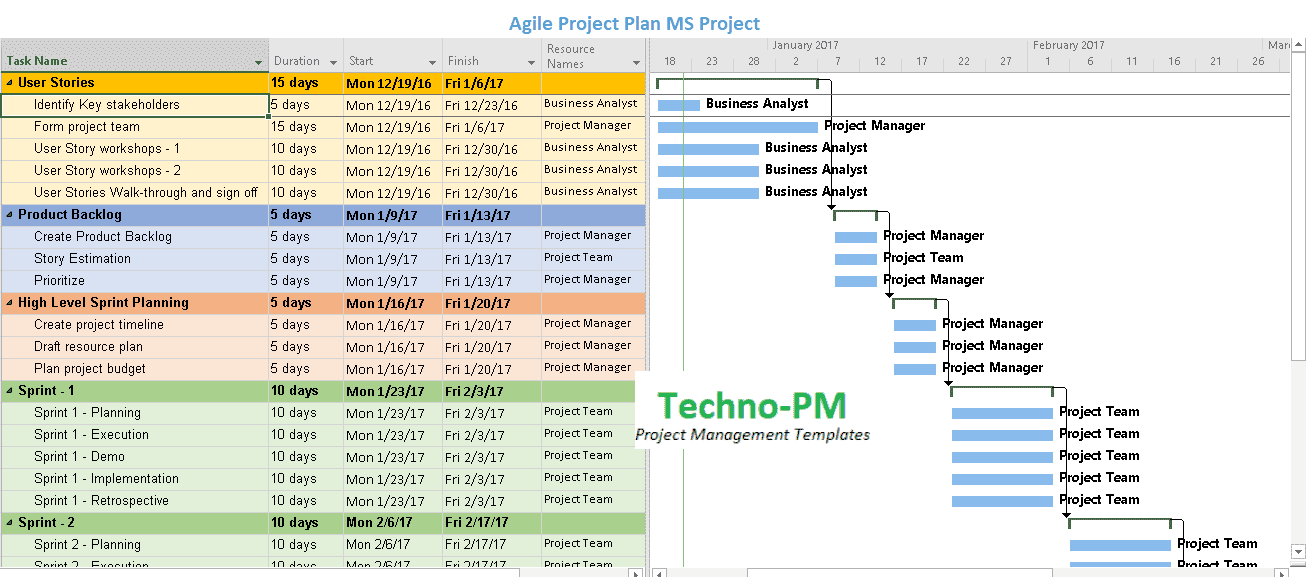 Agile Project Plan MS Project
Task Name Duration Start Finish Resource Names
January 2017 February 2017 Mar
18 23 28 2 7 12 17 22 27 1 6 11 16 21 26
User Stories 15 days Mon 12/19/16 Fri 1/6/17
Identify Key stakeholders 5 days Mon 12/19/16 Fri 12/23/16 Business Analyst Business Analyst
Form project team 15 days Mon 12/19/16 Fri 1/6/17 Project Manager Project Manager
User Story workshops - 1 10 days Mon 12/19/16 Fri 12/30/16 Business Analyst Business Analyst
User Story workshops - 2 10 days Mon 12/19/16 Fri 12/30/16 Business Analyst Business Analyst
User Stories Walk-through and sign off 10 days Mon 12/19/16 Fri 12/30/16 Business Analyst Business Analyst
Product Backlog 5 days Mon 1/9/17 Fri 1/13/17
Create Product Backlog 5 days Mon 1/9/17 Fri 1/13/17 Project Manager Project Manager
Story Estimation 5 days Mon 1/9/17 Fri 1/13/17 Project Team Project Team
Prioritize 5 days Mon 1/9/17 Fri 1/13/17 Project Manager Project Manager
High Level Sprint Planning 5 days Mon 1/16/17 Fri 1/20/17
Create project timeline 5 days Mon 1/16/17 Fri 1/20/17 Project Manager Project Manager
Draft resource plan 5 days Mon 1/16/17 Fri 1/20/17 Project Manager Project Manager
Plan project budget 5 days Mon 1/16/17 Fri 1/20/17 Project Manager Project Manager
Sprint - 1 10 days Mon 1/23/17 Fri 2/3/17
Techno-PM
Project Management Templates
Sprint 1 - Planning 10 days Mon 1/23/17 Fri 2/3/17 Project Team Project Team
Sprint 1 - Execution 10 days Mon 1/23/17 Fri 2/3/17 Project Team Project Team
Sprint 1 - Demo 10 days Mon 1/23/17 Fri 2/3/17 Project Team Project Team
Sprint 1 - Implementation 10 days Mon 1/23/17 Fri 2/3/17 Project Team Project Team
Sprint 1 - Retrospective 10 days Mon 1/23/17 Fri 2/3/17 Project Team Project Team
Sprint - 2 10 days Mon 2/6/17 Fri 2/17/17
Sprint 2 - Planning 10 days Mon 2/6/17 Fri 2/17/17 Project Team Project Team
Sprint 2 - Execution 10 days Mon 2/6/17 Fri 2/17/17 Project Team Project Team